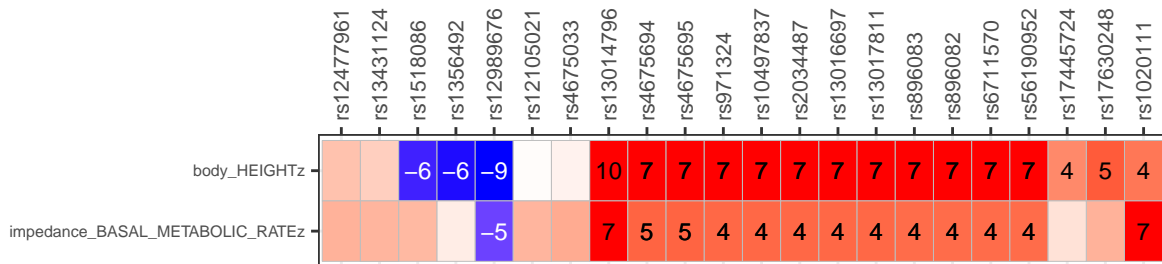 rs12477961 rs13431124 rs1518086 rs1356492 rs12989676 rs12105021 rs4675033 rs13014796 rs4675694 rs4675695 rs971324 rs10497837 rs2034487 rs13016697 rs13017811 rs896083 rs896082 rs6711570 rs56190952 rs17445724 rs17630248 rs1020111
body_HEIGHTz −6 −6 −9 10 7 7 7 7 7 7 7 7 7 7 7 4 5 4
impedance_BASAL_METABOLIC_RATEz −5 7 5 5 4 4 4 4 4 4 4 4 4 7